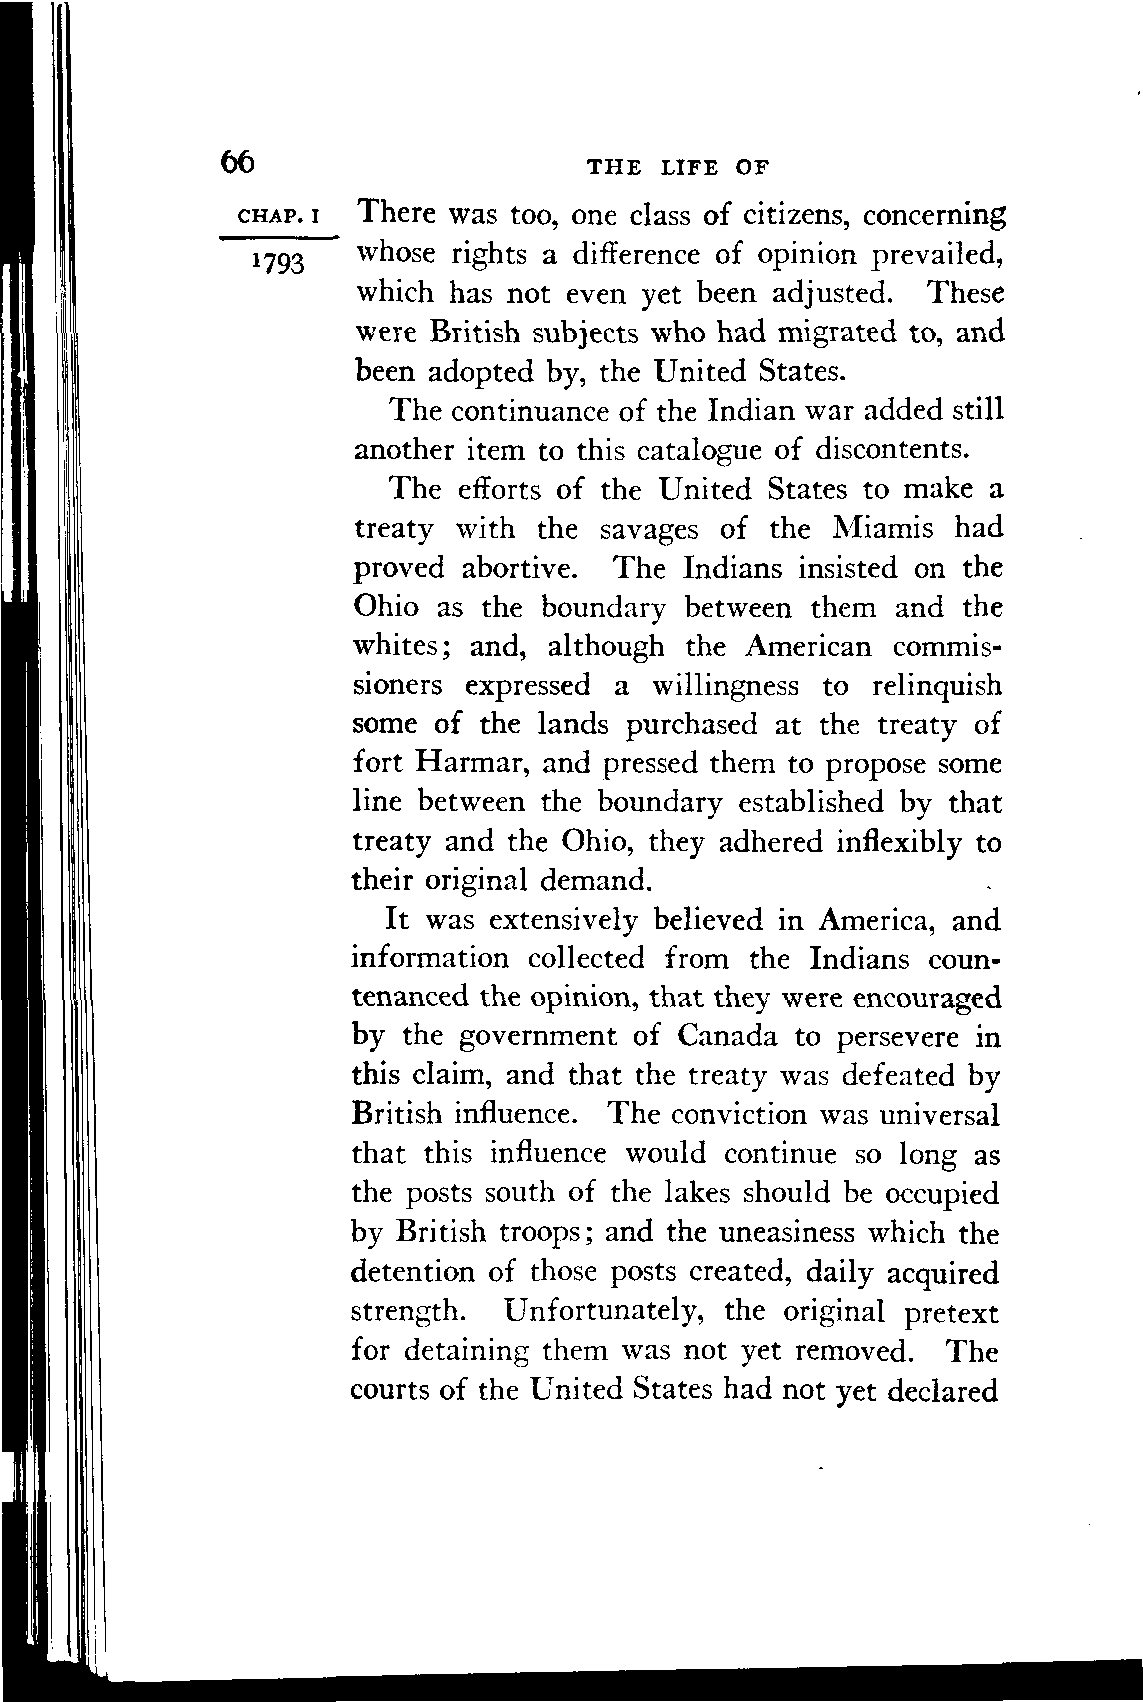 66 THE LIFE OF
CHAP. I There was too, one class of citizens, concerning
1793 whose rights a difference of opinion prevailed,
which has not even yet been adjusted. These
were British subjects who had migrated to, and
been adopted by, the United States.
The continuance of the Indian war added still
another item to this catalogue of discontents.
The efforts of the United States to make a
treaty with the savages of the Miamis had
proved abortive. The Indians insisted on the
Ohio as the boundary between them and the
whites; and, although the American commis-
sioners expressed a willingness to relinquish
some of the lands purchased at the treaty of
fort Harmar, and pressed them to propose some
line between the boundary established by that
treaty and the Ohio, they adhered inflexibly to
their original demand.
It was extensively believed in America, and
information collected from the Indians coun-
tenanced the opinion, that they were encouraged
by the government of Canada to persevere in
this claim, and that the treaty was defeated by
British influence. The conviction was universal
that this influence would continue so long as
the posts south of the lakes should be occupied
by British troops; and the uneasiness which the
detention of those posts created, daily acquired
strength. Unfortunately, the original pretext
for detaining them was not yet removed. The
courts of the United States had not yet declared